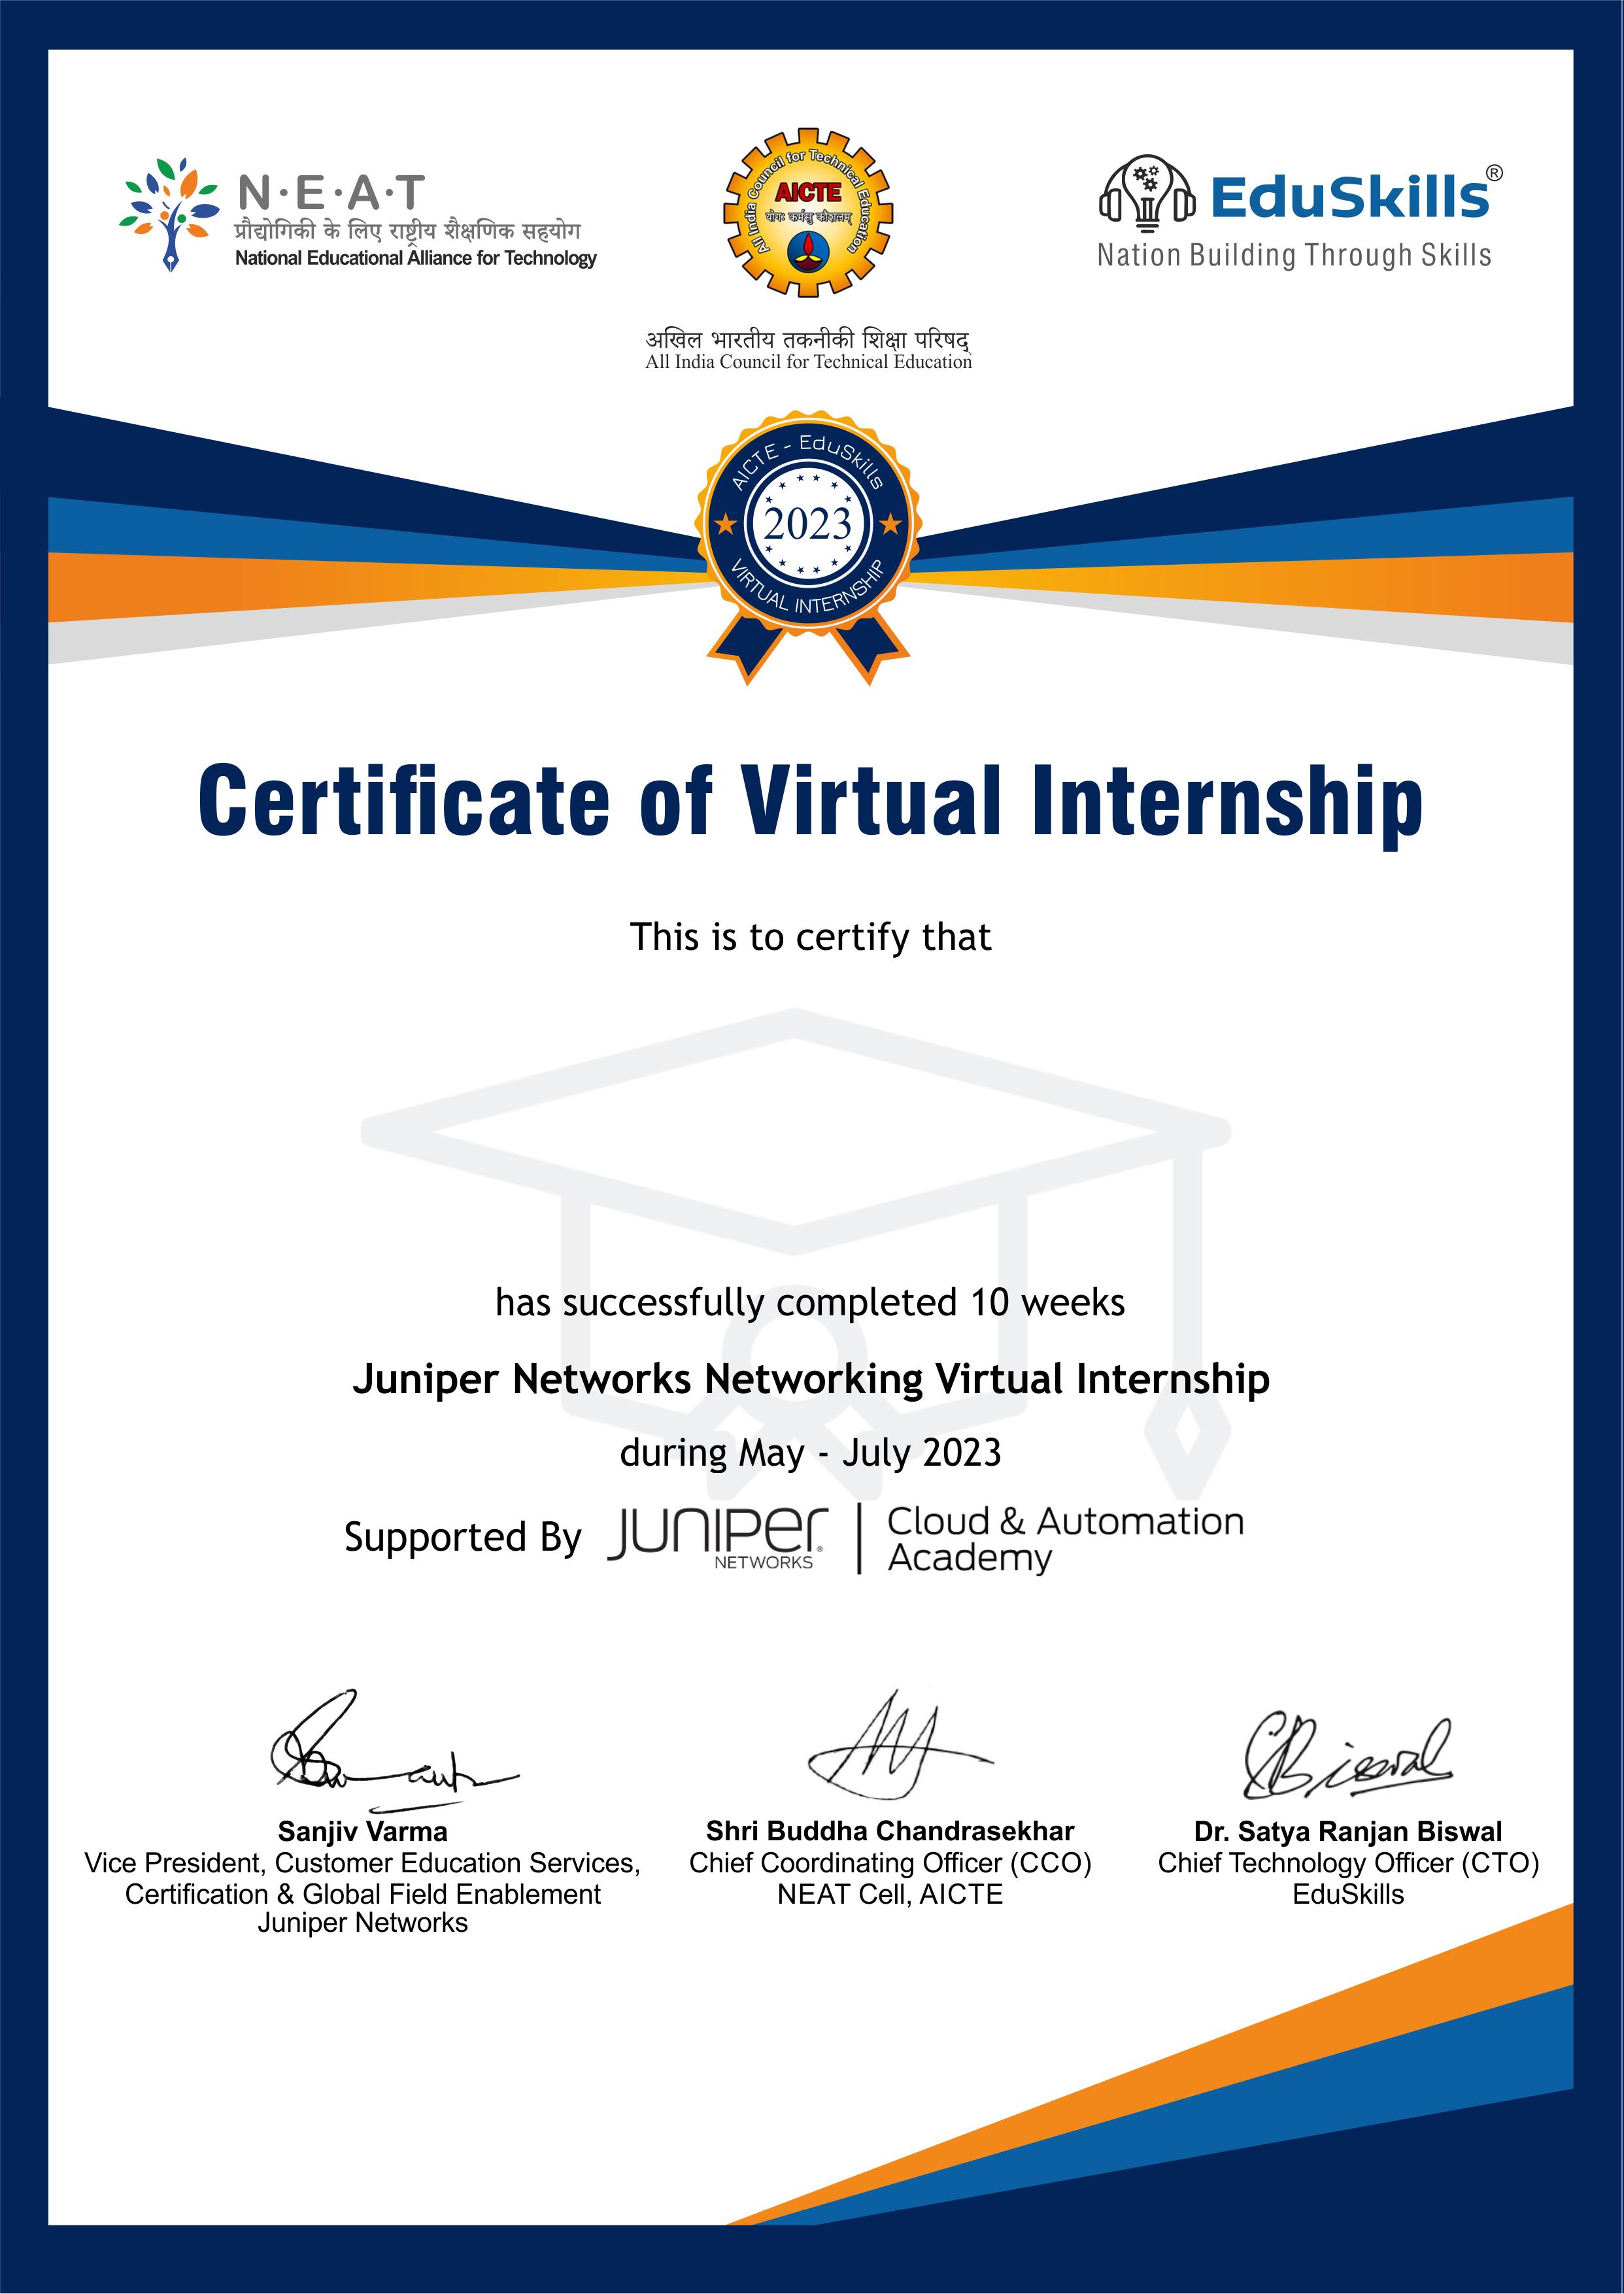 N·E·A·T
प्रौद्योगिकी के लिए राष्ट्रीय शैक्षणिक सहयोग
National Educational Alliance for Technology
All India Council for Technical Education
AICTE
योगः कर्मसु कौशलम्
अखिल भारतीय तकनीकी शिक्षा परिषद्
All India Council for Technical Education
EduSkills®
Nation Building Through Skills
AICTE - EduSkills
2023
VIRTUAL INTERNSHIP
Certificate of Virtual Internship
This is to certify that
has successfully completed 10 weeks
Juniper Networks Networking Virtual Internship
during May - July 2023
Supported By
JUNIPer®
NETWORKS
Cloud & Automation
Academy
Biswal
Sanjiv Varma
Vice President, Customer Education Services,
Certification & Global Field Enablement
Juniper Networks
Shri Buddha Chandrasekhar
Chief Coordinating Officer (CCO)
NEAT Cell, AICTE
Dr. Satya Ranjan Biswal
Chief Technology Officer (CTO)
EduSkills